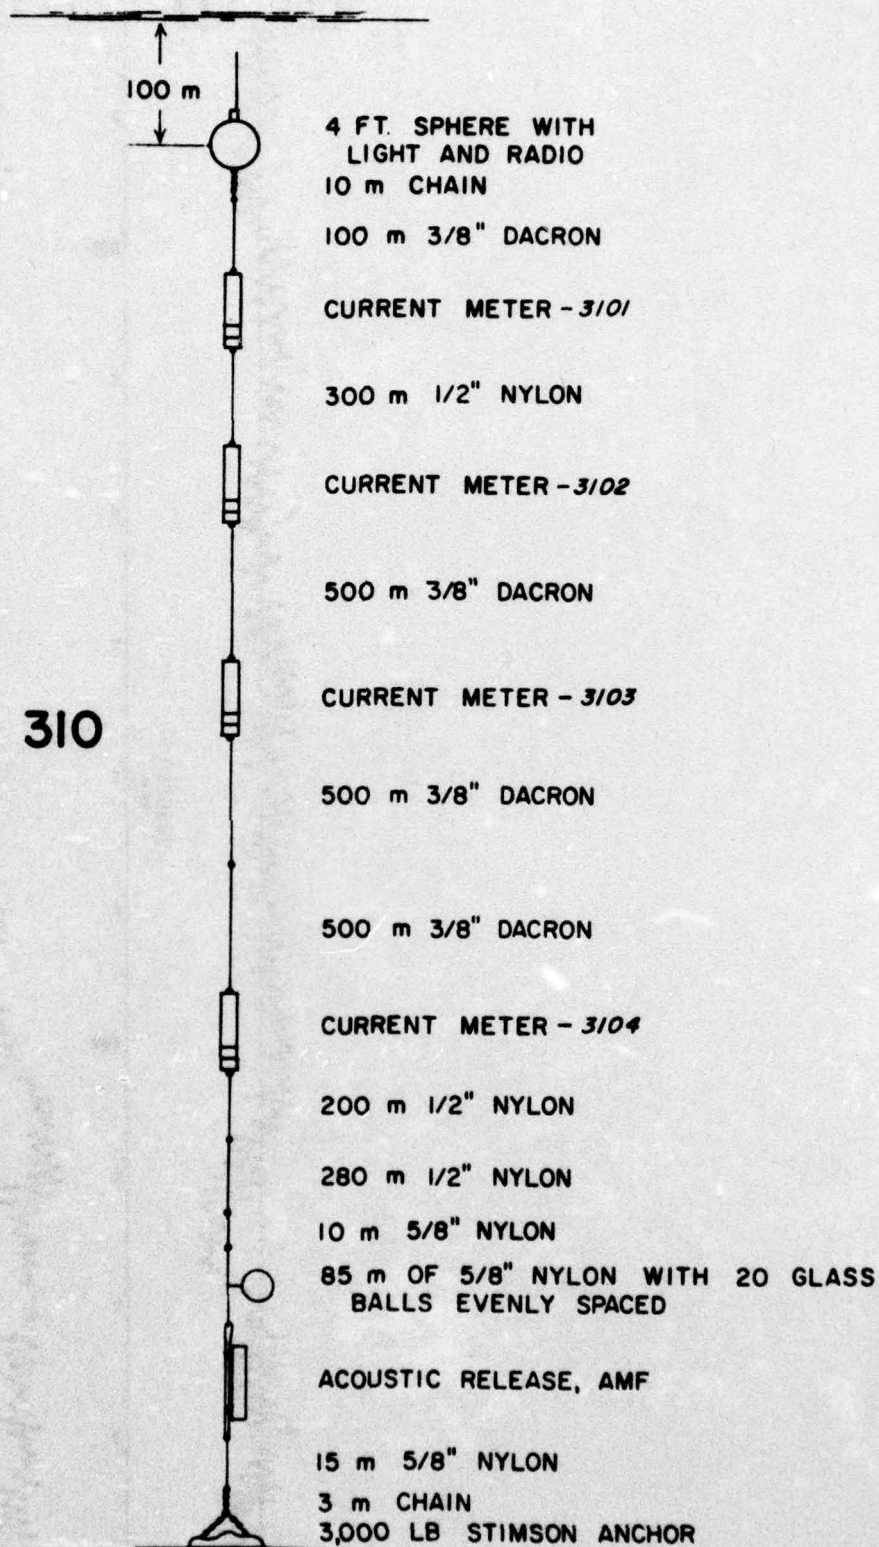 100 m
4 FT. SPHERE WITH
LIGHT AND RADIO
10 m CHAIN
100 m 3/8" DACRON
CURRENT METER - 3101
300 m 1/2" NYLON
CURRENT METER - 3102
500 m 3/8" DACRON
CURRENT METER - 3103
310
500 m 3/8" DACRON
500 m 3/8" DACRON
CURRENT METER - 3104
200 m 1/2" NYLON
280 m 1/2" NYLON
10 m 5/8" NYLON
85 m OF 5/8" NYLON WITH 20 GLASS
BALLS EVENLY SPACED
ACOUSTIC RELEASE, AMF
15 m 5/8" NYLON
3 m CHAIN
3,000 LB STIMSON ANCHOR